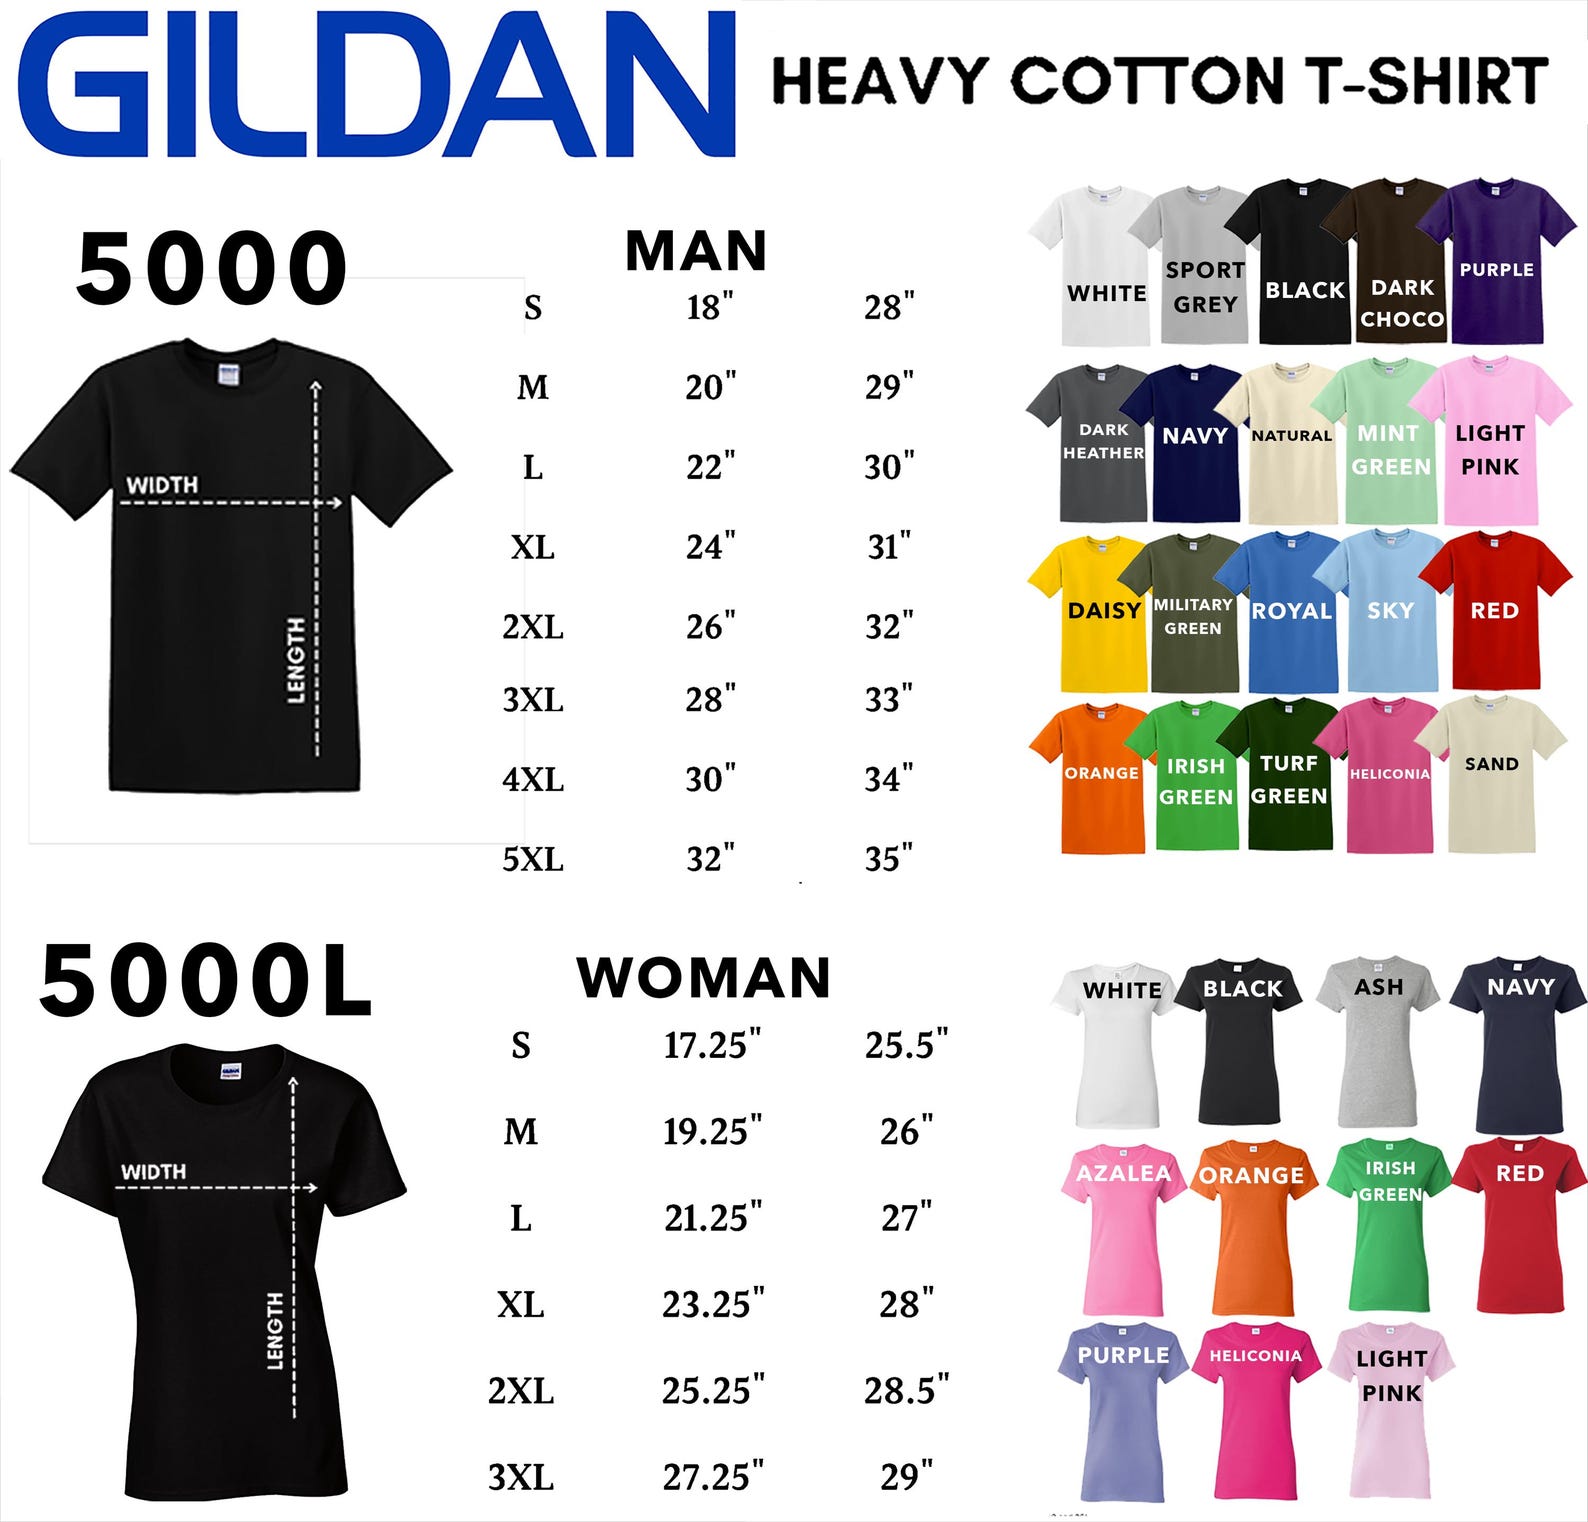 GILDAN
HEAVY COTTON T-SHIRT
5000
WIDTH
LENGTH
MAN
S 18" 28"
M 20" 29"
L 22" 30"
XL 24" 31"
2XL 26" 32"
3XL 28" 33"
4XL 30" 34"
5XL 32" 35"
WHITE
SPORT
GREY
BLACK
DARK
CHOCO
PURPLE
DARK
HEATHER
NAVY
NATURAL
MINT
GREEN
LIGHT
PINK
DAISY
MILITARY
GREEN
ROYAL
SKY
RED
ORANGE
IRISH
GREEN
TURF
GREEN
HELICONIA
SAND
5000L
WIDTH
LENGTH
WOMAN
S 17.25" 25.5"
M 19.25" 26"
L 21.25" 27"
XL 23.25" 28"
2XL 25.25" 28.5"
3XL 27.25" 29"
WHITE
BLACK
ASH
NAVY
AZALEA
ORANGE
IRISH
GREEN
RED
PURPLE
HELICONIA
LIGHT
PINK